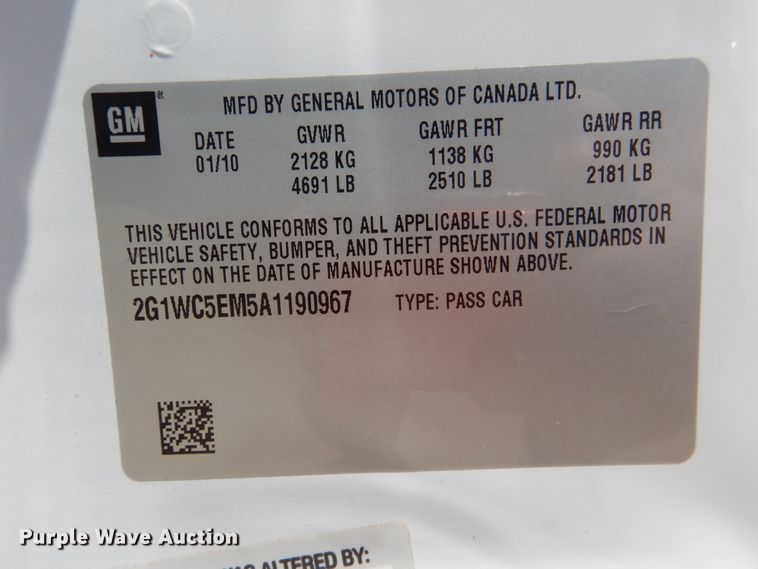 GM®
MFD BY GENERAL MOTORS OF CANADA LTD.
DATE GVWR GAWR FRT GAWR RR
01/10 2128 KG 1138 KG 990 KG
4691 LB 2510 LB 2181 LB
THIS VEHICLE CONFORMS TO ALL APPLICABLE U.S. FEDERAL MOTOR
VEHICLE SAFETY, BUMPER, AND THEFT PREVENTION STANDARDS IN
EFFECT ON THE DATE OF MANUFACTURE SHOWN ABOVE.
2G1WC5EM5A1190967 TYPE: PASS CAR
Purple Wave Auction
ALTERED BY: